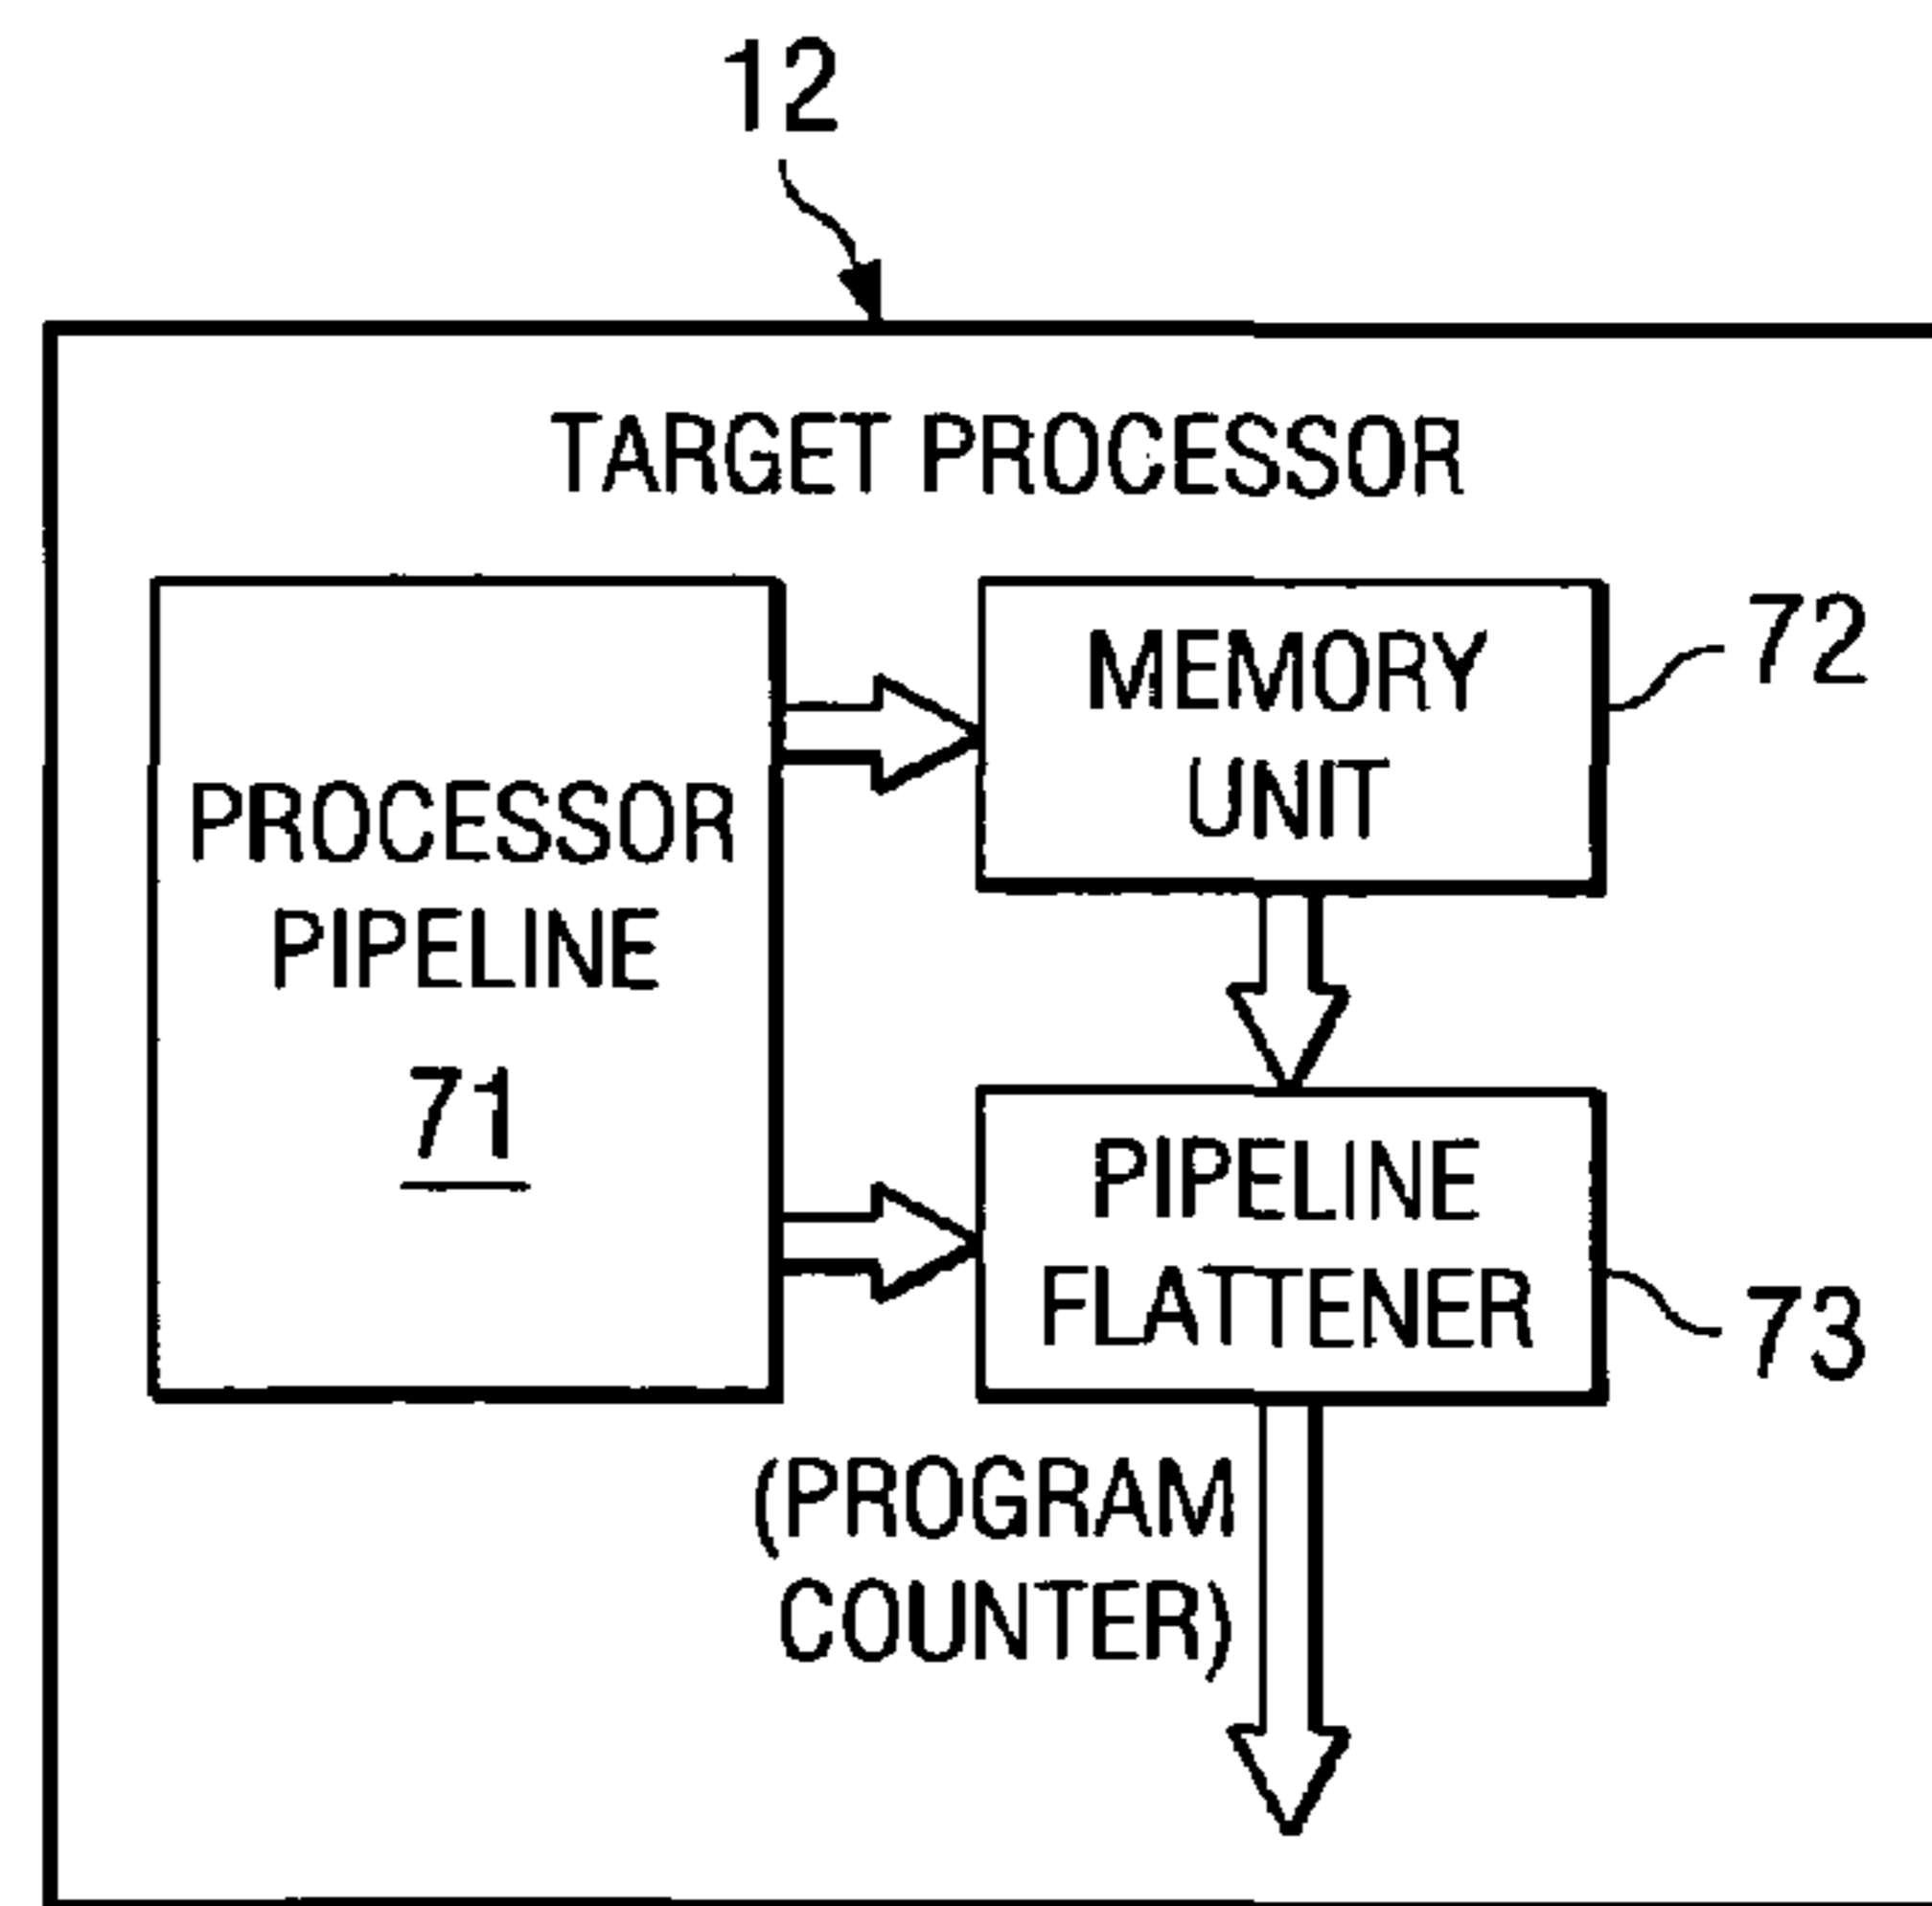 12
TARGET PROCESSOR
PROCESSOR
PIPELINE
71
MEMORY
UNIT
72
PIPELINE
FLATTENER
73
(PROGRAM
COUNTER)